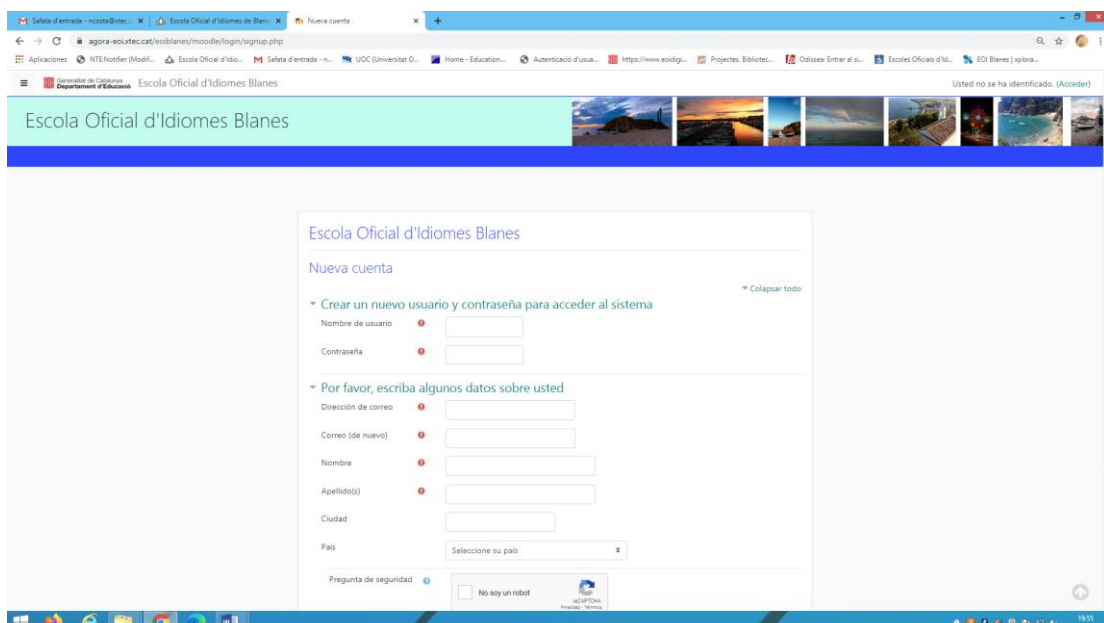 Safata d'entrada - ncosta@xtec.c
Escola Oficial d'Idiomes de Blane
Nueva cuenta
agora-eoi.xtec.cat/eoiblanes/moodle/login/signup.php
Aplicaciones NTENotifier (Modif... Escola Oficial d'Idio... Safata d'entrada - n... UOC (Universitat O... Home - Education... Autenticació d'usua... https://www.eoidigi... Projectes. Bibliotec... Odissea: Entrar al si... Escoles Oficials d'Id... EOI Blanes | xplora...
Generalitat de Catalunya
Departament d'Educació
Escola Oficial d'Idiomes Blanes
Usted no se ha identificado. (Acceder)
Escola Oficial d'Idiomes Blanes
Escola Oficial d'Idiomes Blanes
Nueva cuenta
Colapsar todo
Crear un nuevo usuario y contraseña para acceder al sistema
Nombre de usuario
Contraseña
Por favor, escriba algunos datos sobre usted
Dirección de correo
Correo (de nuevo)
Nombre
Apellido(s)
Ciudad
País
Seleccione su país
Pregunta de seguridad
No soy un robot
reCAPTCHA
Privacidad - Términos
19:55